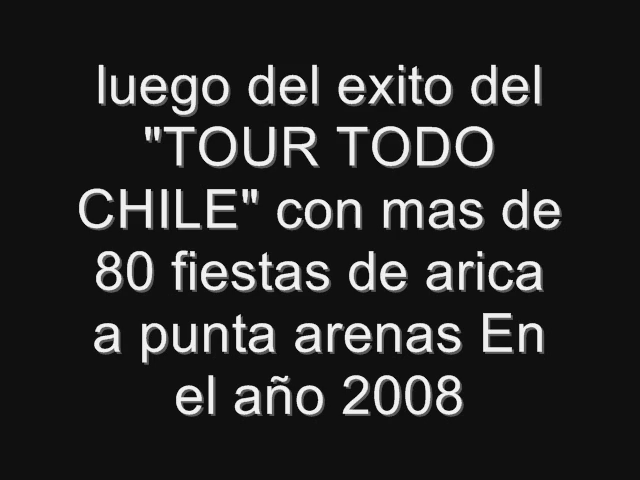 luego del exito del
"TOUR TODO
CHILE" con mas de
80 fiestas de arica
a punta arenas En
el año 2008